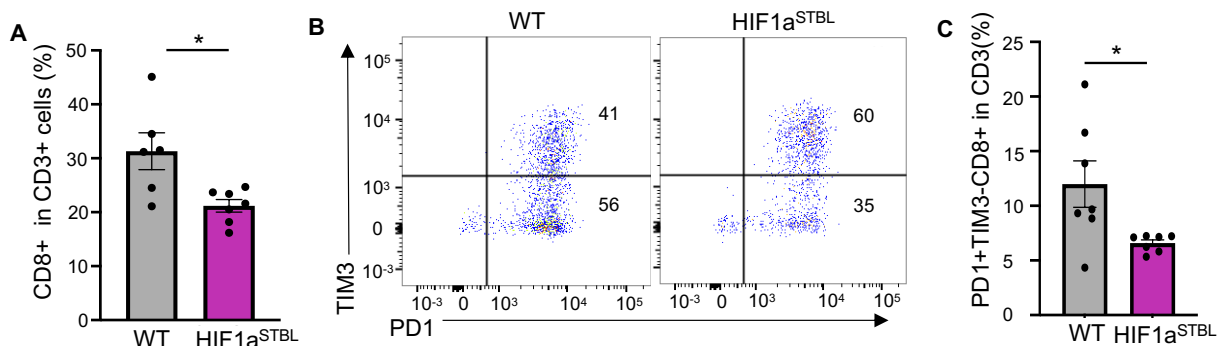 A
CD8+ in CD3+ cells (%)
50
40
30
20
10
0
*
WT
HIF1a^STBL
B
WT
HIF1a^STBL
TIM3
10^5
10^4
10^3
0
10^-3
41
56
60
35
10^-3 0 10^3 10^4 10^5
10^-3 0 10^3 10^4 10^5
PD1
C
PD1+TIM3-CD8+ in CD3(%)
25
20
15
10
5
0
*
WT
HIF1a^STBL